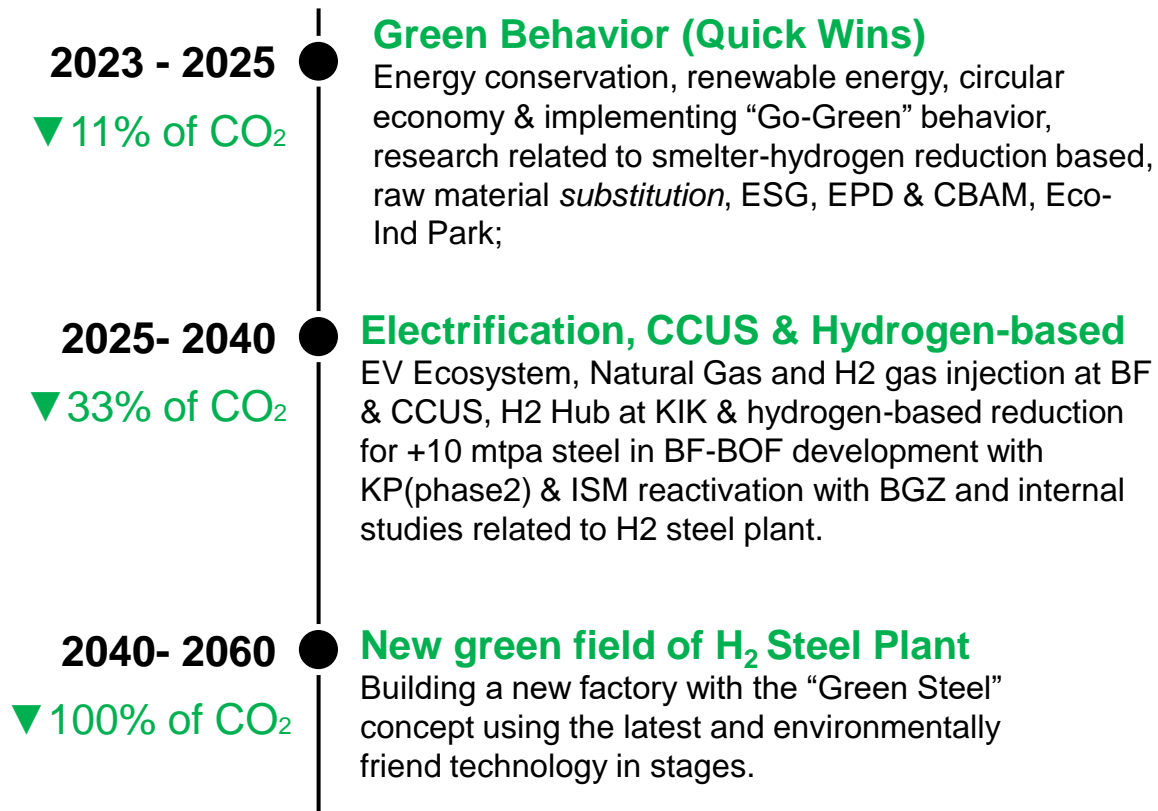 2023 - 2025
▼11% of CO₂
Green Behavior (Quick Wins)
Energy conservation, renewable energy, circular
economy & implementing “Go-Green” behavior,
research related to smelter-hydrogen reduction based,
raw material substitution, ESG, EPD & CBAM, Eco-
Ind Park;
2025- 2040
▼33% of CO₂
Electrification, CCUS & Hydrogen-based
EV Ecosystem, Natural Gas and H2 gas injection at BF
& CCUS, H2 Hub at KIK & hydrogen-based reduction
for +10 mtpa steel in BF-BOF development with
KP(phase2) & ISM reactivation with BGZ and internal
studies related to H2 steel plant.
2040- 2060
▼100% of CO₂
New green field of H₂ Steel Plant
Building a new factory with the “Green Steel”
concept using the latest and environmentally
friend technology in stages.